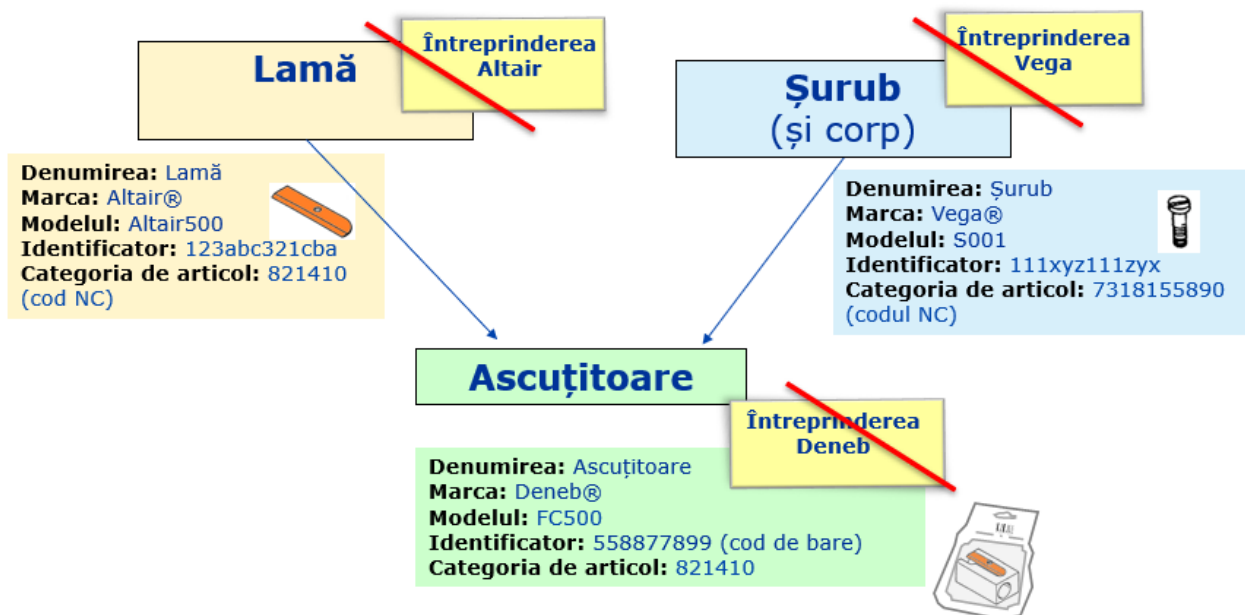 Lamă
Întreprinderea
Altair
Șurub
(și corp)
Întreprinderea
Vega
Denumirea: Lamă
Marca: Altair®
Modelul: Altair500
Identificator: 123abc321cba
Categoria de articol: 821410
(cod NC)
Denumirea: Șurub
Marca: Vega®
Modelul: S001
Identificator: 111xyz111zyx
Categoria de articol: 7318155890
(codul NC)
Ascuțitoare
Întreprinderea
Deneb
Denumirea: Ascuțitoare
Marca: Deneb®
Modelul: FC500
Identificator: 558877899 (cod de bare)
Categoria de articol: 821410